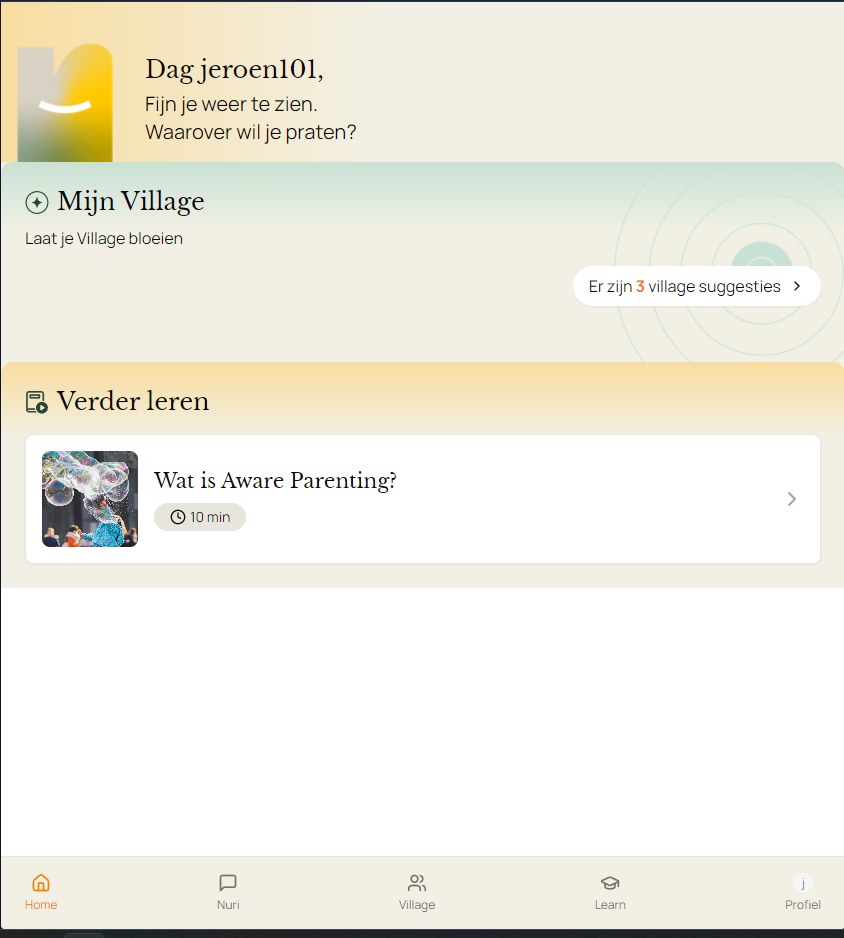 Dag jeroen101,
Fijn je weer te zien.
Waarover wil je praten?
Mijn Village
Laat je Village bloeien
Er zijn 3 village suggesties
Verder leren
Wat is Aware Parenting?
10 min
Home
Nuri
Village
Learn
j
Profiel